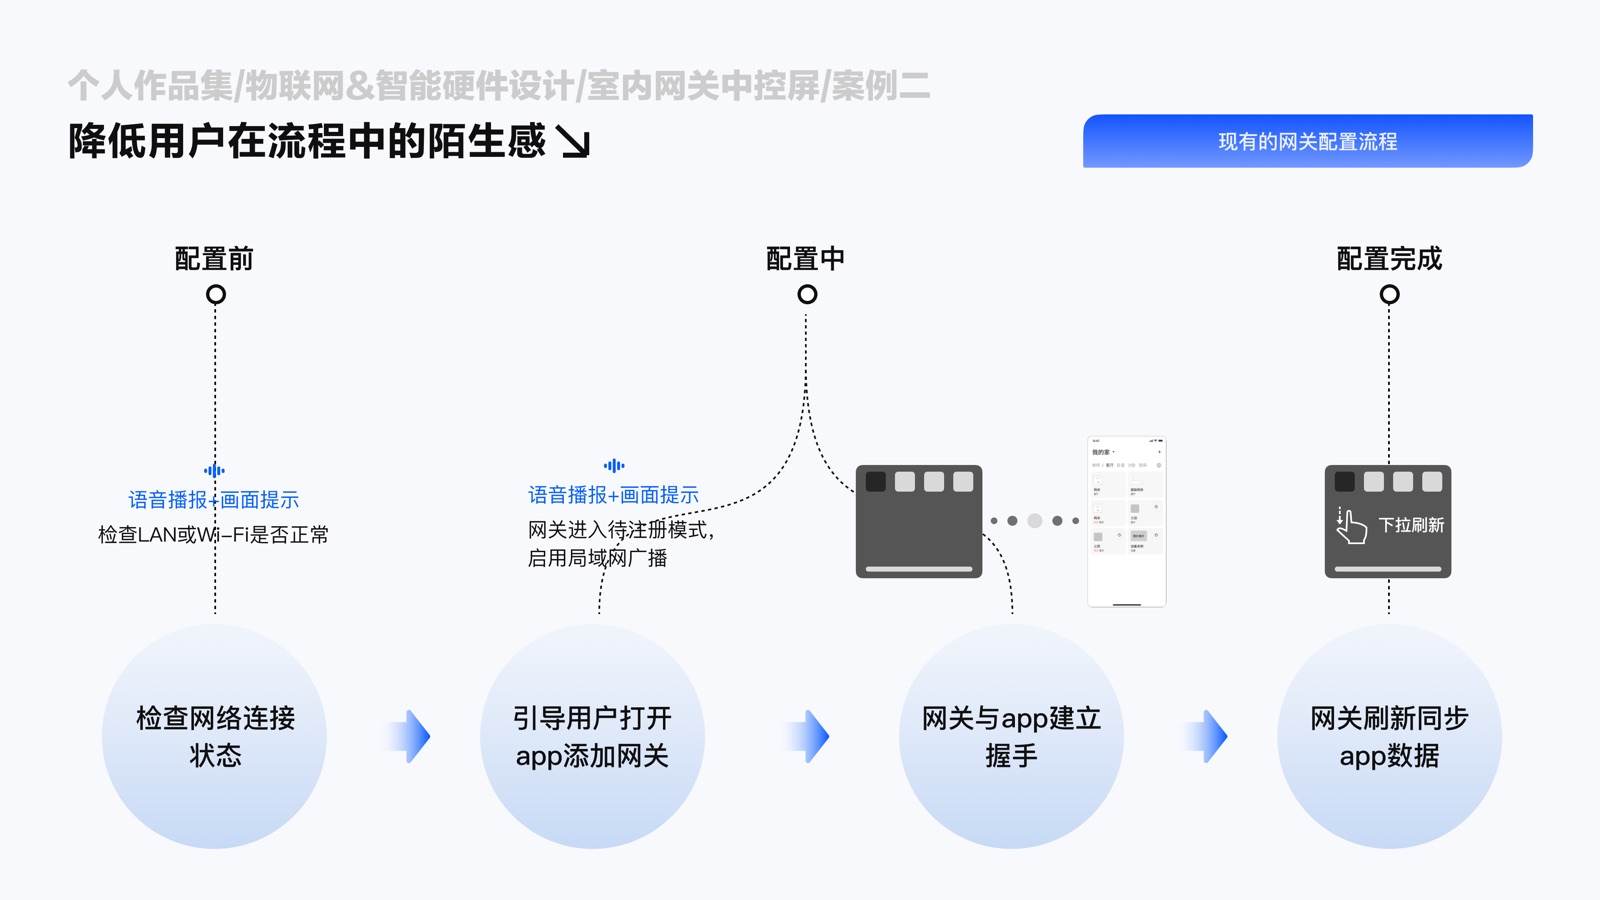 个人作品集/物联网&智能硬件设计/室内网关中控屏/案例二
降低用户在流程中的陌生感↘
现有的网关配置流程
配置前
配置中
配置完成
语音播报+画面提示
检查LAN或Wi-Fi是否正常
语音播报+画面提示
网关进入待注册模式，
启用局域网广播
我的家
下拉刷新
检查网络连接
状态
引导用户打开
app添加网关
网关与app建立
握手
网关刷新同步
app数据